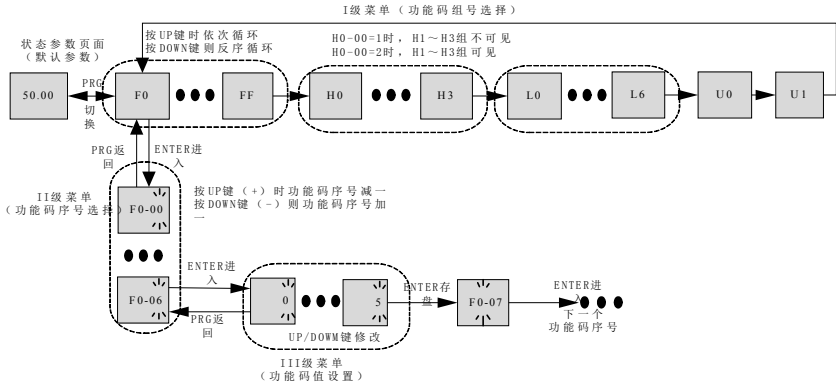 I级菜单(功能码组号选择)
状态参数页面
(默认参数)
按UP键时依次循环
按DOWN键则反序循环
H0-00=1时,H1~H3组不可见
H0-00=2时,H1~H3组可见
50.00
PRG
切
换
F0
FF
H0
H3
L0
L6
U0
U1
PRG返
回
ENTER进
入
II级菜单
(功能码序号选择)
F0-00
按UP键(+)时功能码序号减一
按DOWN键(-)则功能码序号加
一
F0-06
ENTER进
入
PRG返
回
0
5
UP/DOWM键修改
ENTER存
盘
F0-07
ENTER进
入
下一个
功能码序号
III级菜单
(功能码值设置)